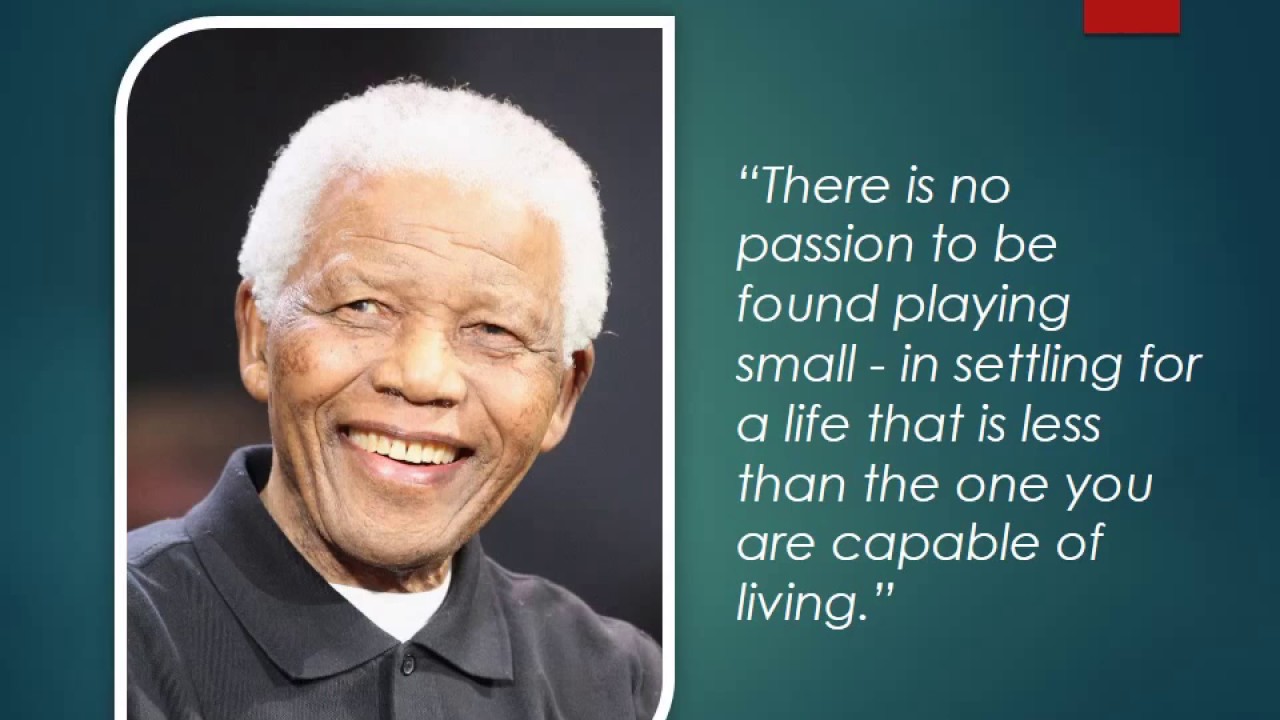 “There is no
passion to be
found playing
small - in settling for
a life that is less
than the one you
are capable of
living.”